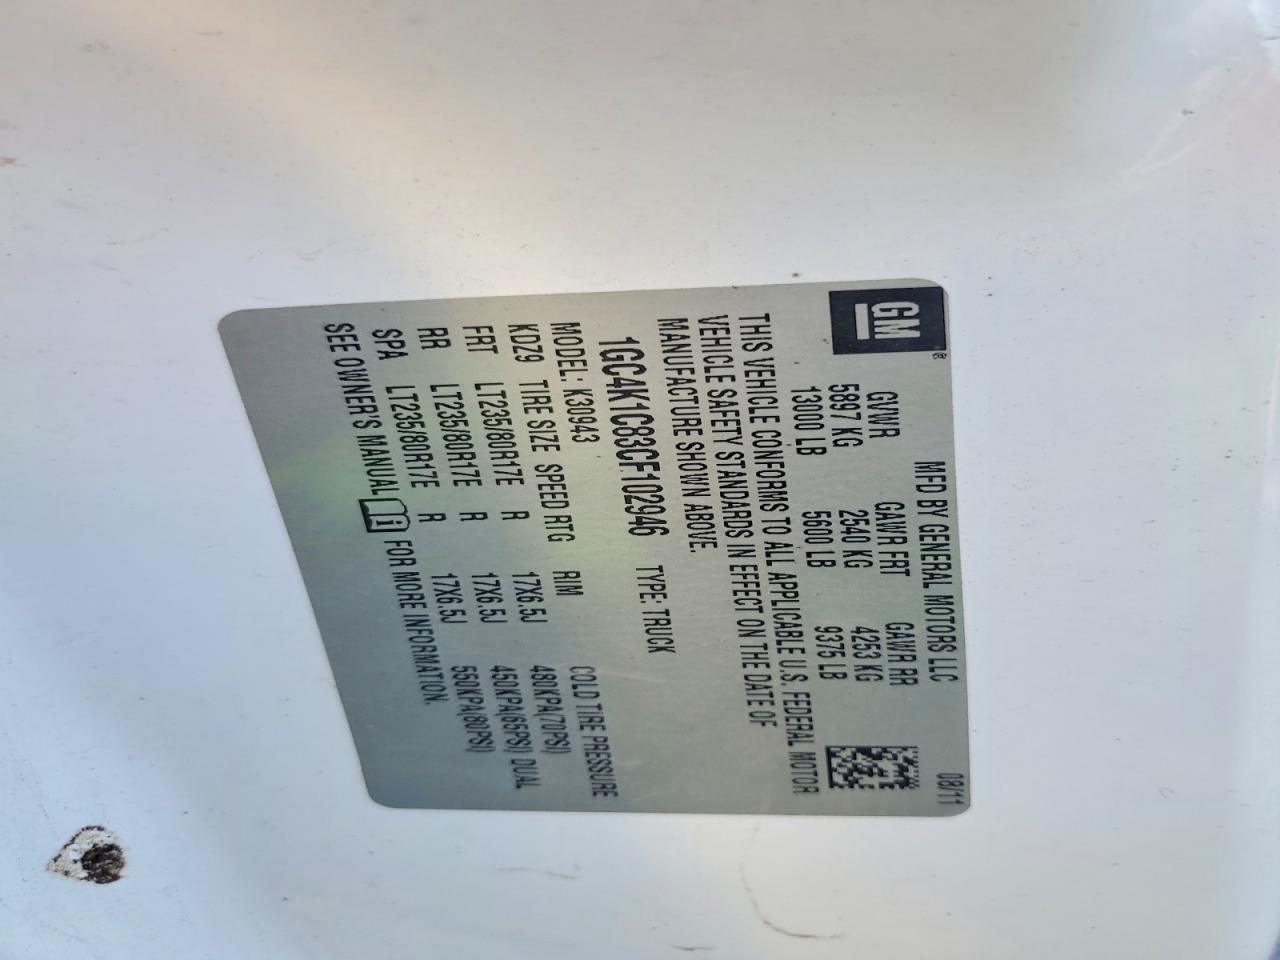 GM ®
MFD BY GENERAL MOTORS LLC 08/11
GVWR GAWR FRT GAWR RR
5897 KG 2540 KG 4253 KG
13000 LB 5600 LB 9375 LB
THIS VEHICLE CONFORMS TO ALL APPLICABLE U.S. FEDERAL MOTOR
VEHICLE SAFETY STANDARDS IN EFFECT ON THE DATE OF
MANUFACTURE SHOWN ABOVE.
1GC4K1C83CF102946 TYPE: TRUCK
MODEL: K30943
KDZ9 TIRE SIZE SPEED RTG RIM COLD TIRE PRESSURE
FRT LT235/80R17E R 17X6.5J 480KPA(70PSI)
RR LT235/80R17E R 17X6.5J 450KPA(65PSI) DUAL
SPA LT235/80R17E R 17X6.5J 550KPA(80PSI)
SEE OWNER'S MANUAL FOR MORE INFORMATION.